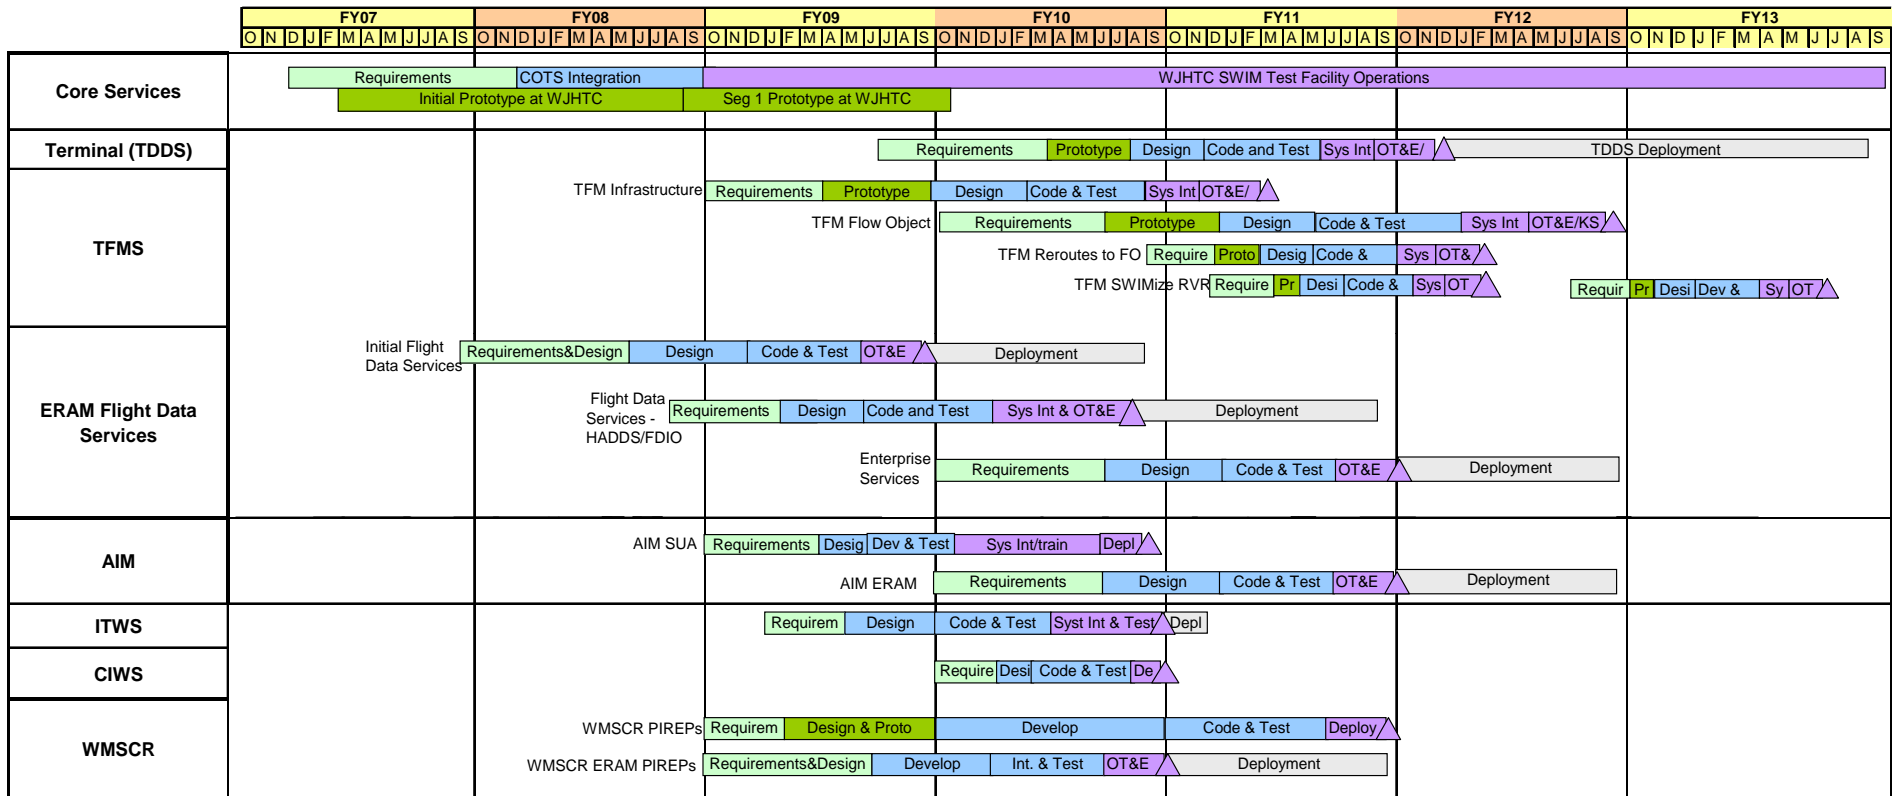 FY07 FY08 FY09 FY10 FY11 FY12 FY13
O N D J F M A M J J A S O N D J F M A M J J A S O N D J F M A M J J A S O N D J F M A M J J A S O N D J F M A M J J A S O N D J F M A M J J A S O N D J F M A M J J A S
Core Services
Requirements COTS Integration WJHTC SWIM Test Facility Operations
Initial Prototype at WJHTC Seg 1 Prototype at WJHTC
Terminal (TDDS) Requirements Prototype Design Code and Test Sys Int OT&E/ TDDS Deployment
TFMS
TFM Infrastructure Requirements Prototype Design Code & Test Sys Int OT&E/
TFM Flow Object Requirements Prototype Design Code & Test Sys Int OT&E/KS
TFM Reroutes to FO Require Proto Desig Code & Sys OT&
TFM SWIMize RVR Require Pr Desi Code & Sys OT Requir Pr Desi Dev & Sy OT
ERAM Flight Data
Services
Initial Flight
Data Services
Requirements&Design Design Code & Test OT&E Deployment
Flight Data
Services -
HADDS/FDIO
Requirements Design Code and Test Sys Int & OT&E Deployment
Enterprise
Services
Requirements Design Code & Test OT&E Deployment
AIM
AIM SUA Requirements Desig Dev & Test Sys Int/train Depl
AIM ERAM Requirements Design Code & Test OT&E Deployment
ITWS Requirem Design Code & Test Syst Int & Test Depl
CIWS Require Desi Code & Test De
WMSCR
WMSCR PIREPs Requirem Design & Proto Develop Code & Test Deploy
WMSCR ERAM PIREPs Requirements&Design Develop Int. & Test OT&E Deployment